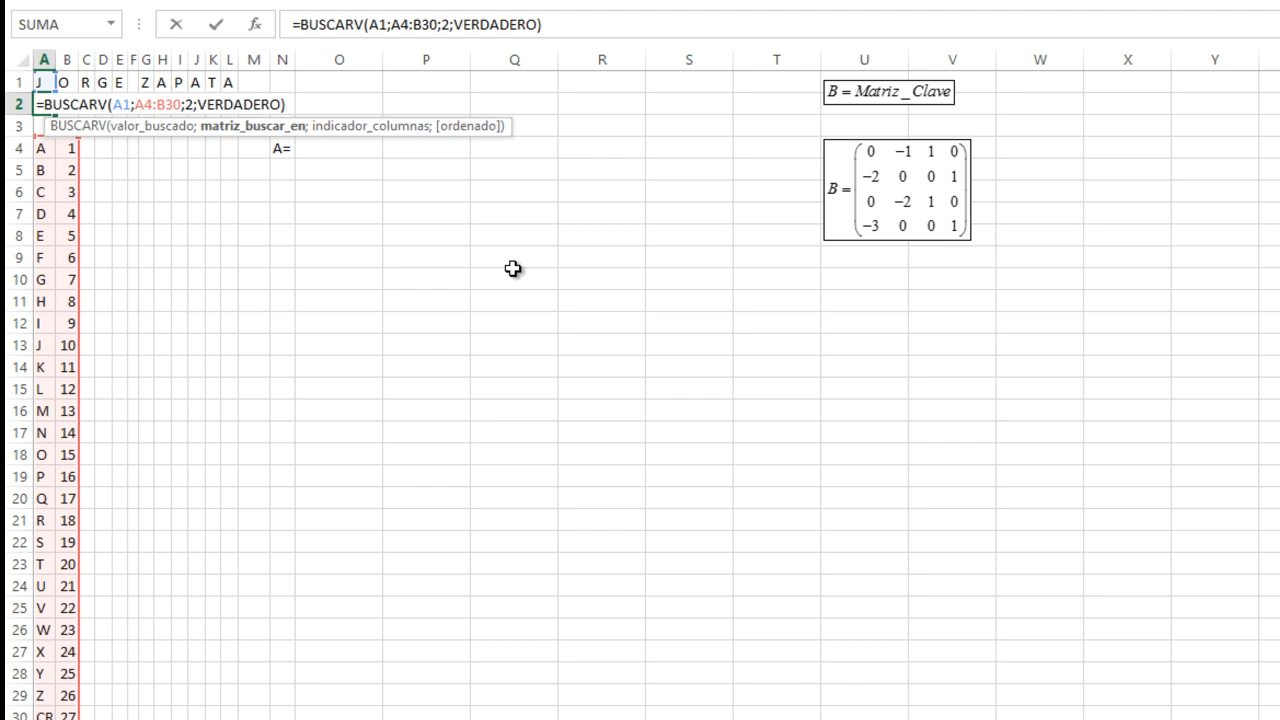 SUMA =BUSCARV(A1;A4:B30;2;VERDADERO)
A B C D E F G H I J K L M N O P Q R S T U V W X Y
1 J O R G E Z A P A T A
B = Matriz_Clave
2 =BUSCARV(A1;A4:B30;2;VERDADERO)
3 BUSCARV(valor_buscado; matriz_buscar_en; indicador_columnas; [ordenado])
4 A 1 A=
5 B 2
6 C 3
7 D 4
8 E 5
9 F 6
10 G 7
11 H 8
12 I 9
13 J 10
14 K 11
15 L 12
16 M 13
17 N 14
18 O 15
19 P 16
20 Q 17
21 R 18
22 S 19
23 T 20
24 U 21
25 V 22
26 W 23
27 X 24
28 Y 25
29 Z 26
30 CR 27
0 −1 1 0
−2 0 0 1
B =
0 −2 1 0
−3 0 0 1